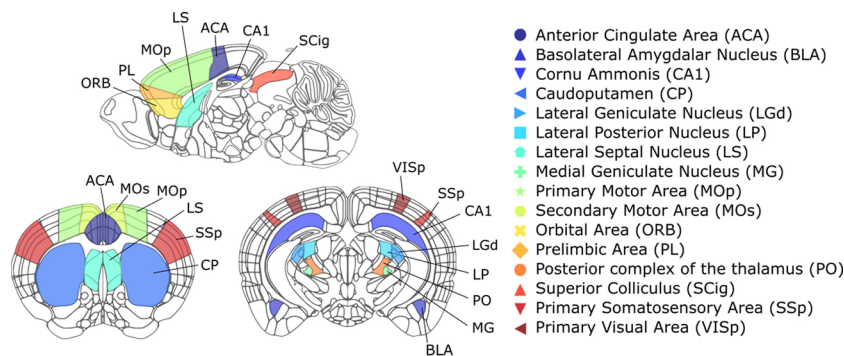 LS
ACA
CA1
MOp
SCig
PL
ORB
ACA
MOs
MOp
LS
SSp
CP
VISp
SSp
CA1
LGd
LP
PO
MG
BLA
Anterior Cingulate Area (ACA)
Basolateral Amygdalar Nucleus (BLA)
Cornu Ammonis (CA1)
Caudoputamen (CP)
Lateral Geniculate Nucleus (LGd)
Lateral Posterior Nucleus (LP)
Lateral Septal Nucleus (LS)
Medial Geniculate Nucleus (MG)
Primary Motor Area (MOp)
Secondary Motor Area (MOs)
Orbital Area (ORB)
Prelimbic Area (PL)
Posterior complex of the thalamus (PO)
Superior Colliculus (SCig)
Primary Somatosensory Area (SSp)
Primary Visual Area (VISp)